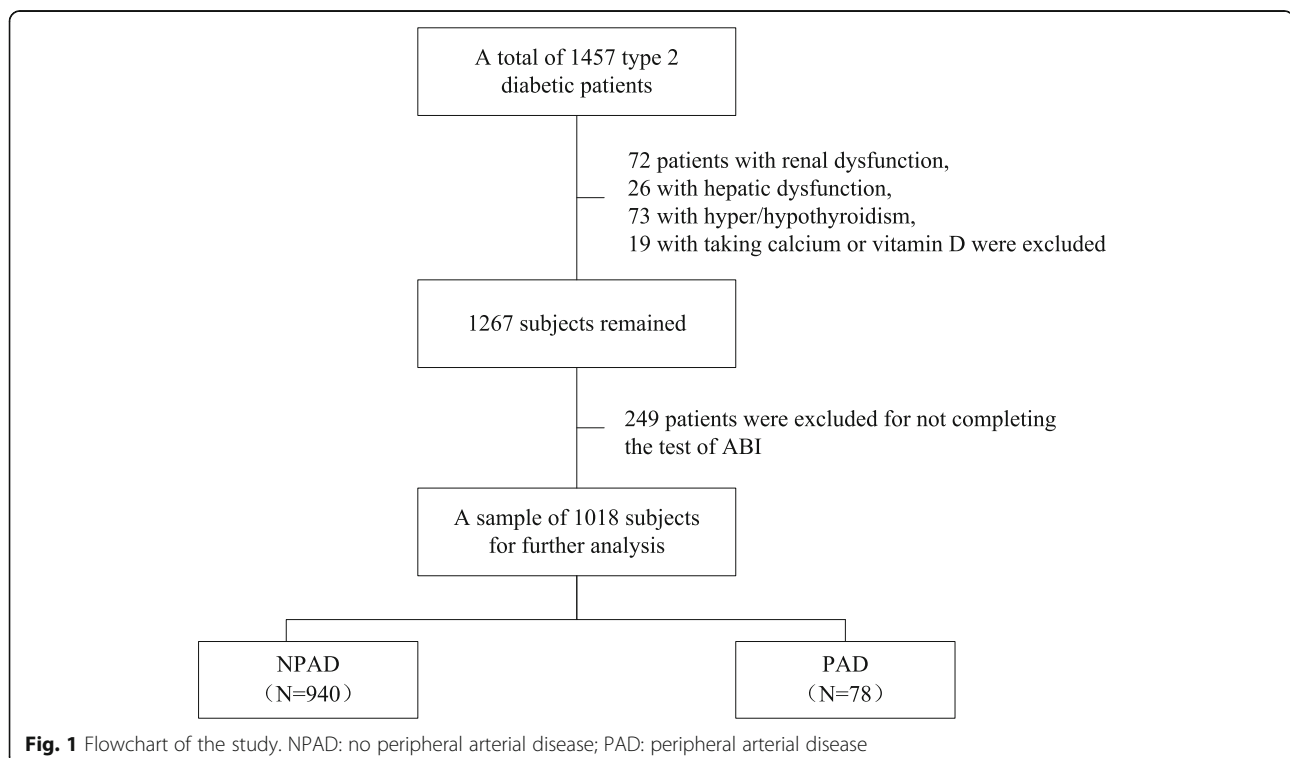 A total of 1457 type 2
diabetic patients
72 patients with renal dysfunction,
26 with hepatic dysfunction,
73 with hyper/hypothyroidism,
19 with taking calcium or vitamin D were excluded
1267 subjects remained
249 patients were excluded for not completing
the test of ABI
A sample of 1018 subjects
for further analysis
NPAD
（N=940）
PAD
（N=78）
Fig. 1 Flowchart of the study. NPAD: no peripheral arterial disease; PAD: peripheral arterial disease